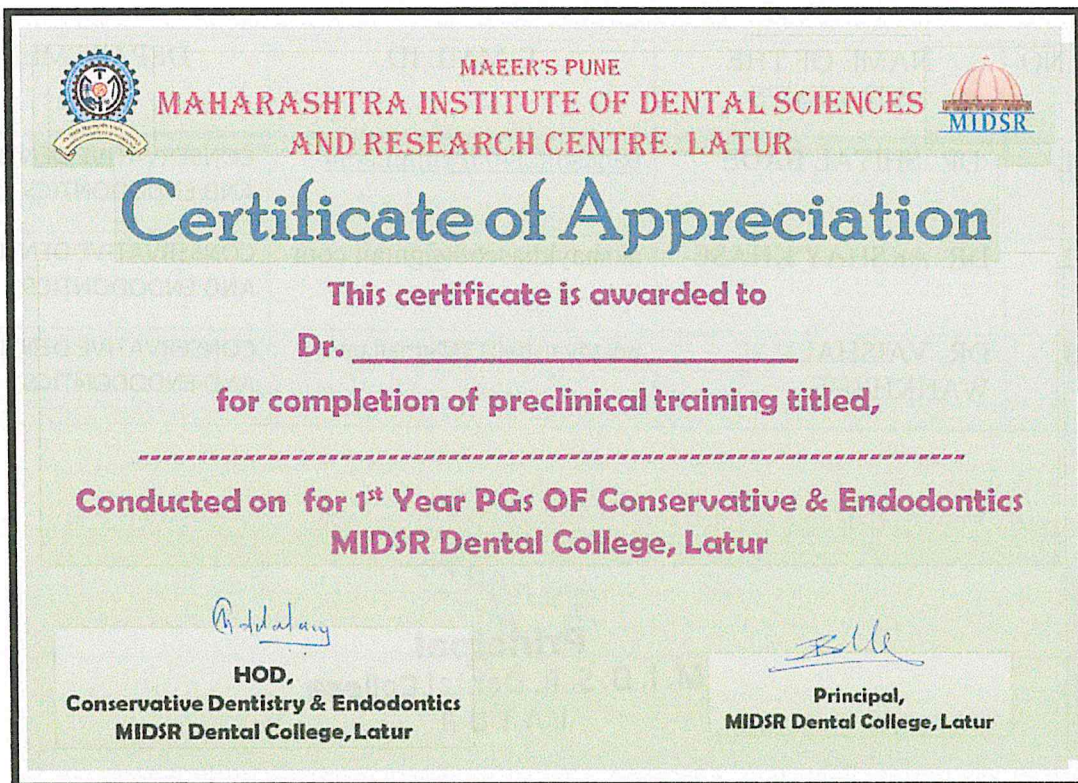 MAEER'S PUNE
MAHARASHTRA INSTITUTE OF DENTAL SCIENCES
AND RESEARCH CENTRE. LATUR
MIDSR
Certificate of Appreciation
This certificate is awarded to
Dr. ____________________
for completion of preclinical training titled,
------------------------------------------------------------
Conducted on for 1st Year PGs OF Conservative & Endodontics
MIDSR Dental College, Latur
HOD,
Conservative Dentistry & Endodontics
MIDSR Dental College, Latur
Principal,
MIDSR Dental College, Latur